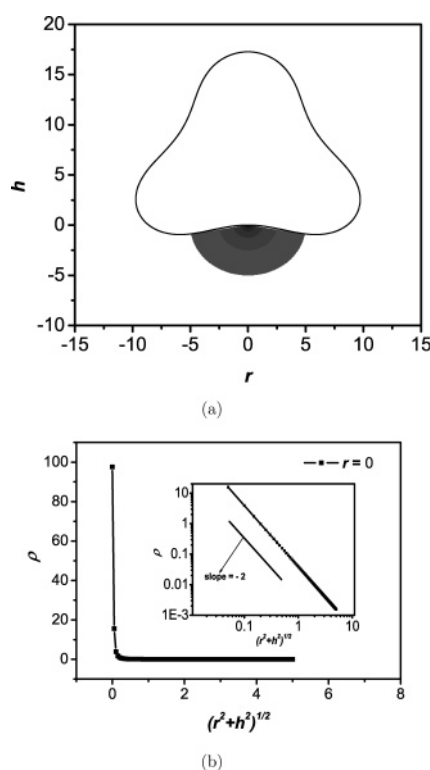 20
15
10
5
0
-5
-10
h
-15 -10 -5 0 5 10 15
r
(a)
100
80
60
40
20
0
ρ
r = 0
10
1
0.1
0.01
1E-3
ρ
slope = - 2
0.1 1 10
(r²+h²)^{1/2}
0 2 4 6 8
(r²+h²)^{1/2}
(b)